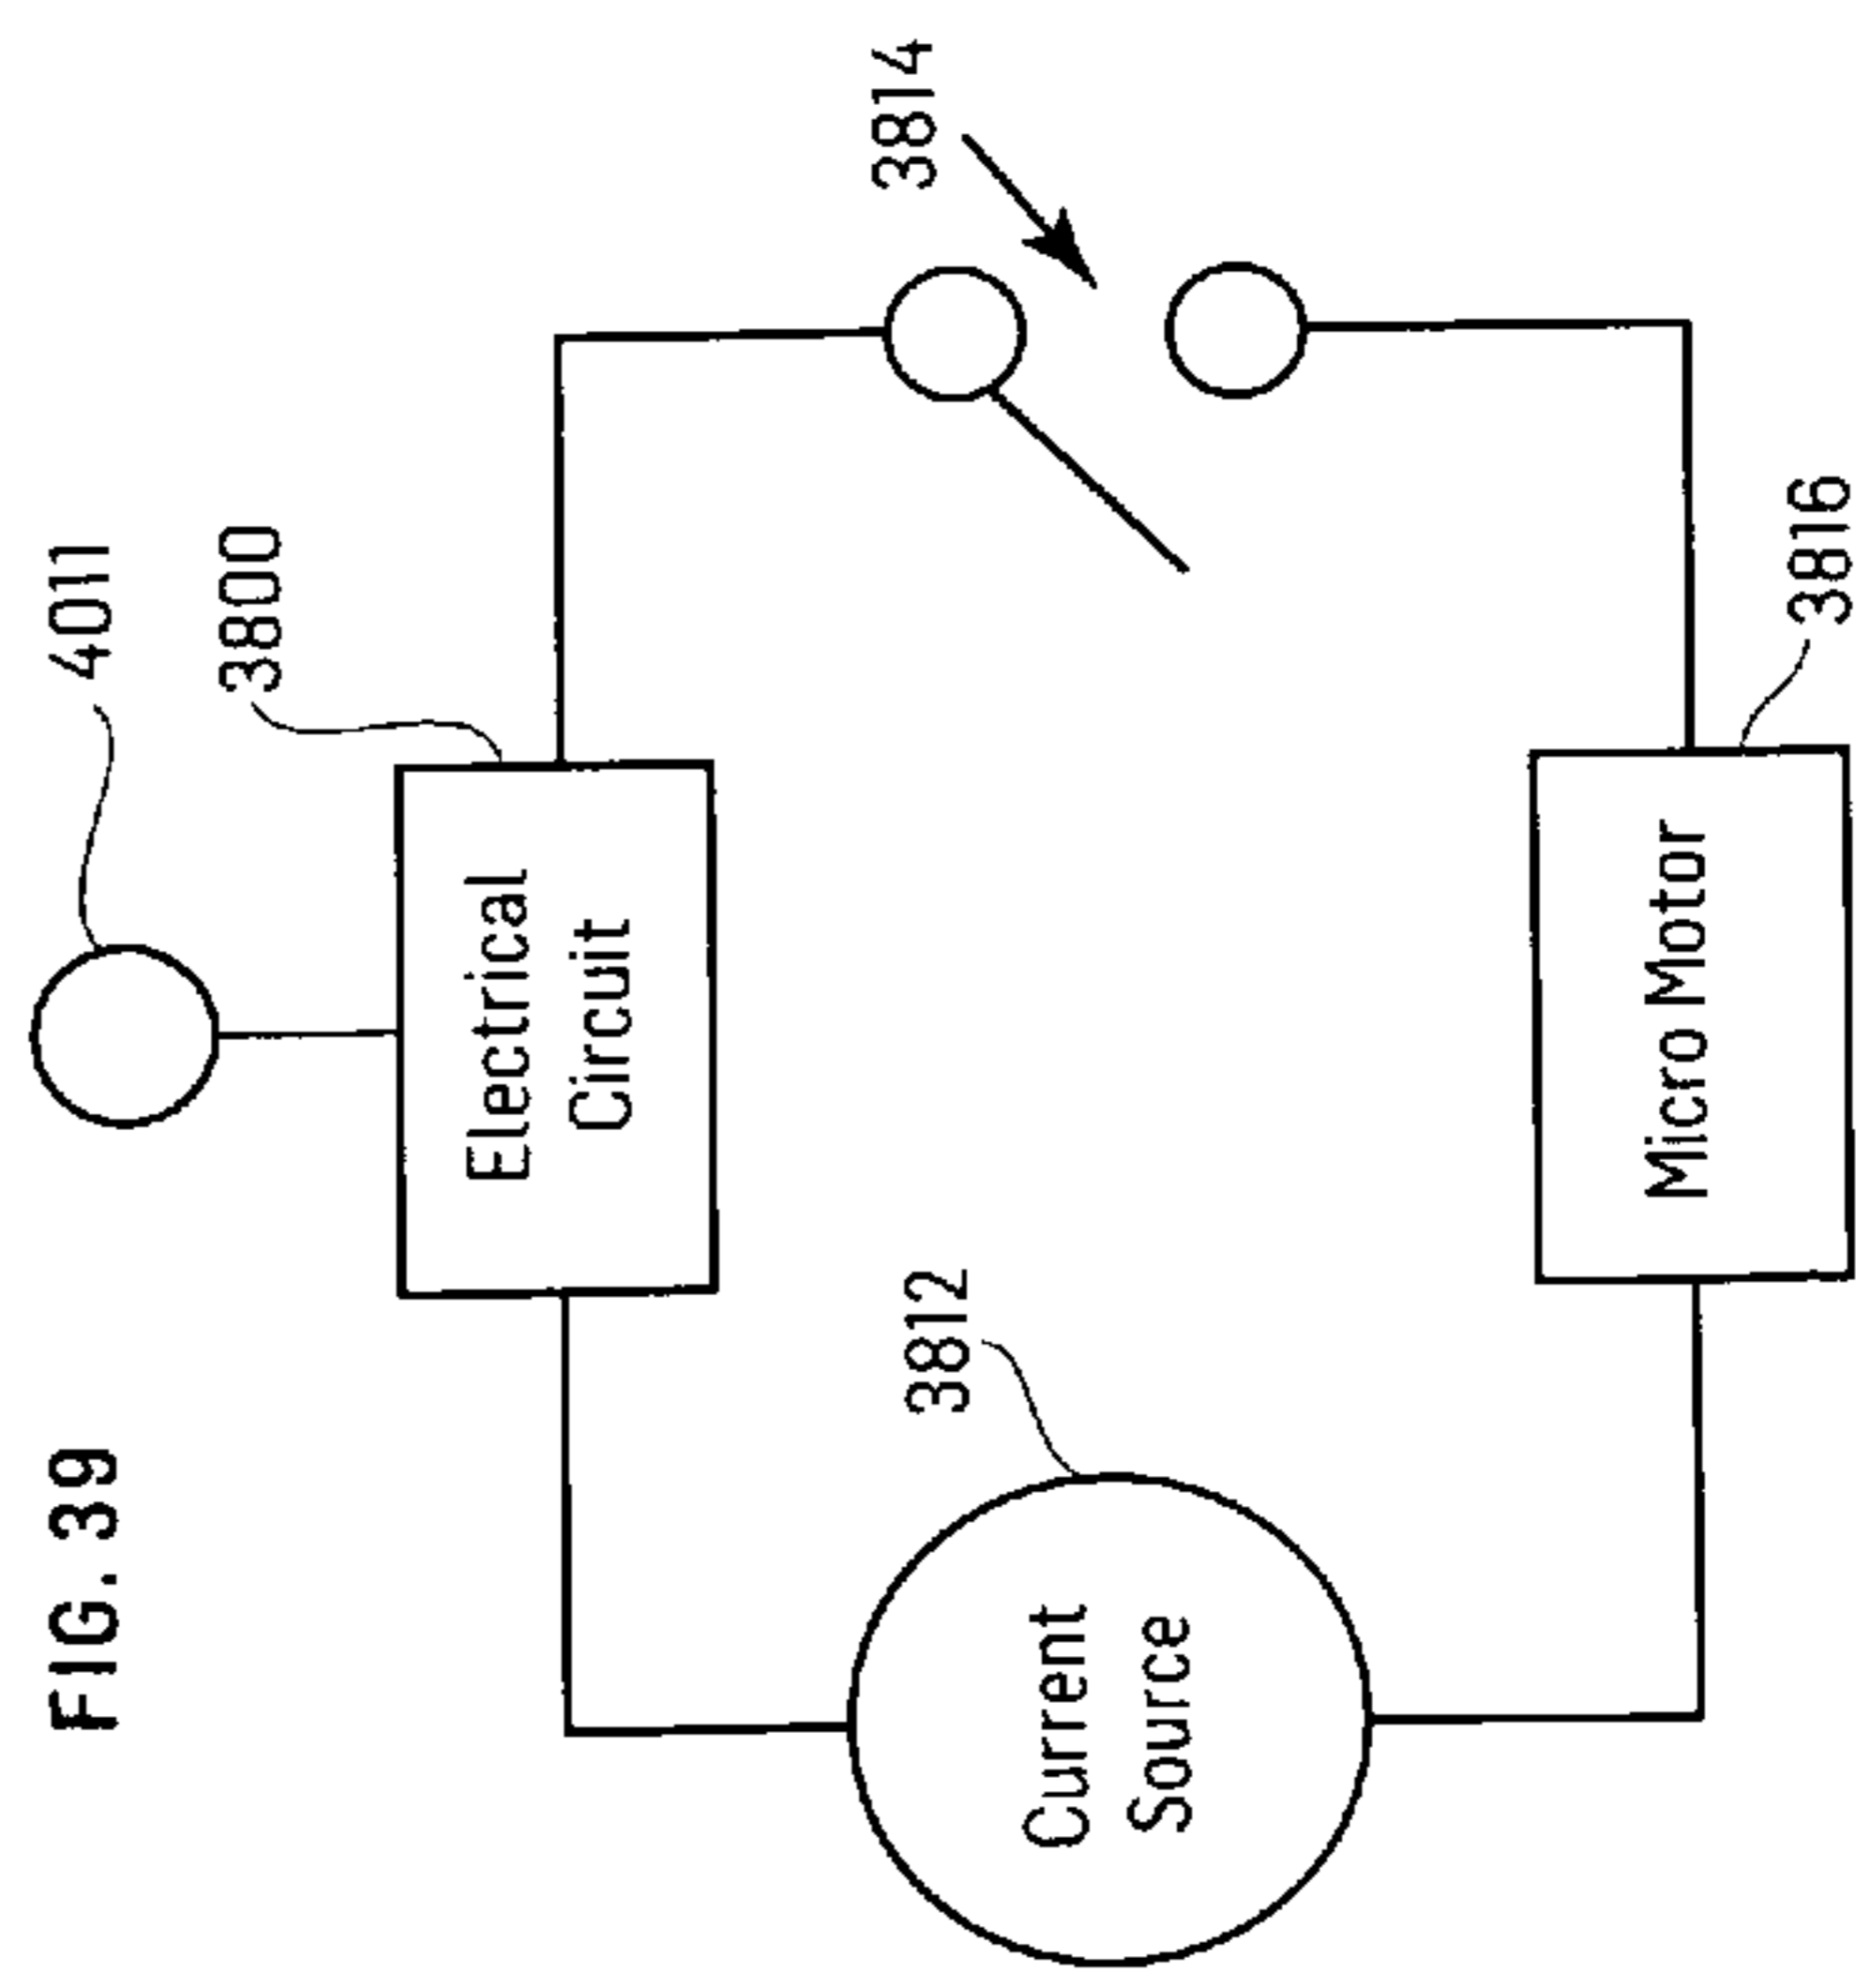 FIG. 39
4011
3800
Electrical
Circuit
3812
3814
Current
Source
Micro Motor
3816